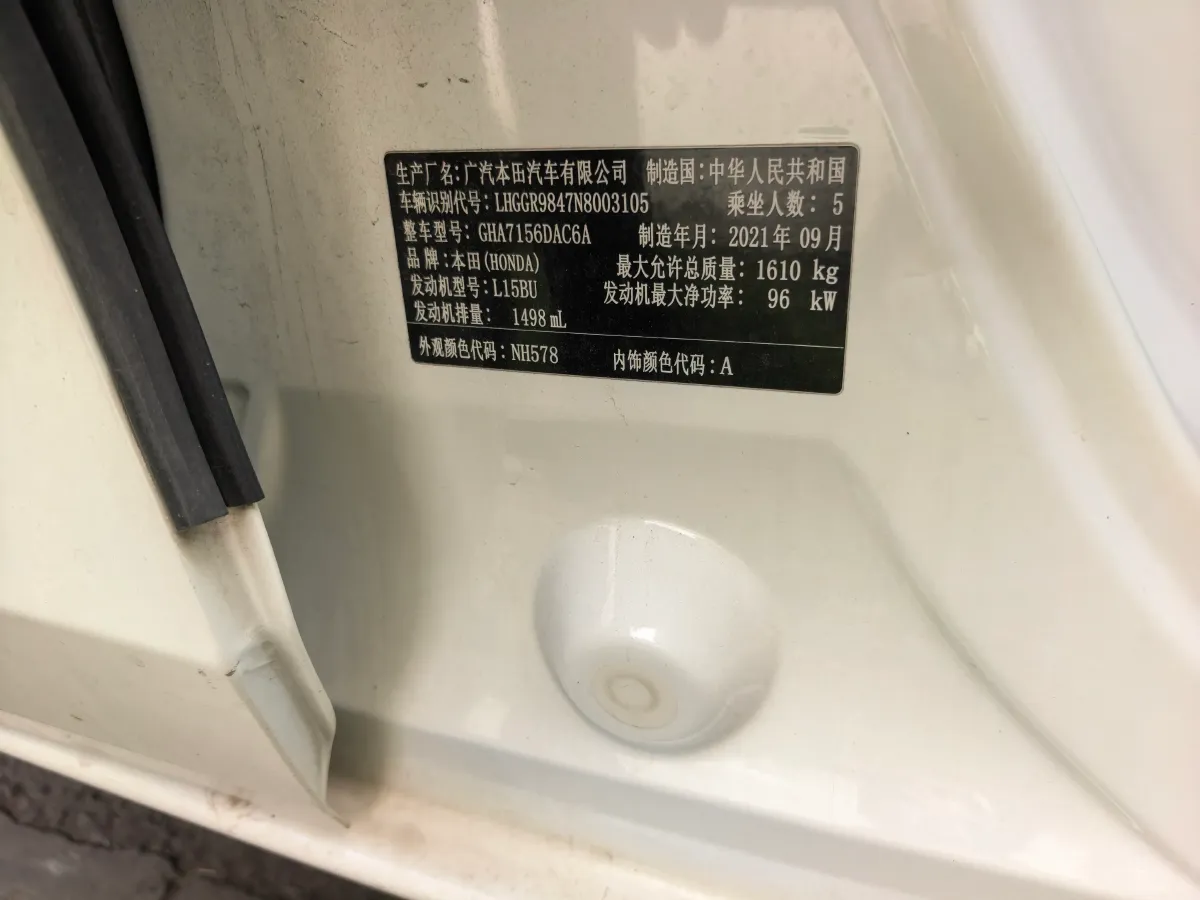 生产厂名:广汽本田汽车有限公司 制造国:中华人民共和国
车辆识别代号:LHGGR9847N8003105 乘坐人数: 5
整车型号:GHA7156DAC6A 制造年月:2021年09月
品牌:本田(HONDA) 最大允许总质量:1610 kg
发动机型号:L15BU 发动机最大净功率: 96 kW
发动机排量: 1498mL
外观颜色代码:NH578 内饰颜色代码:A